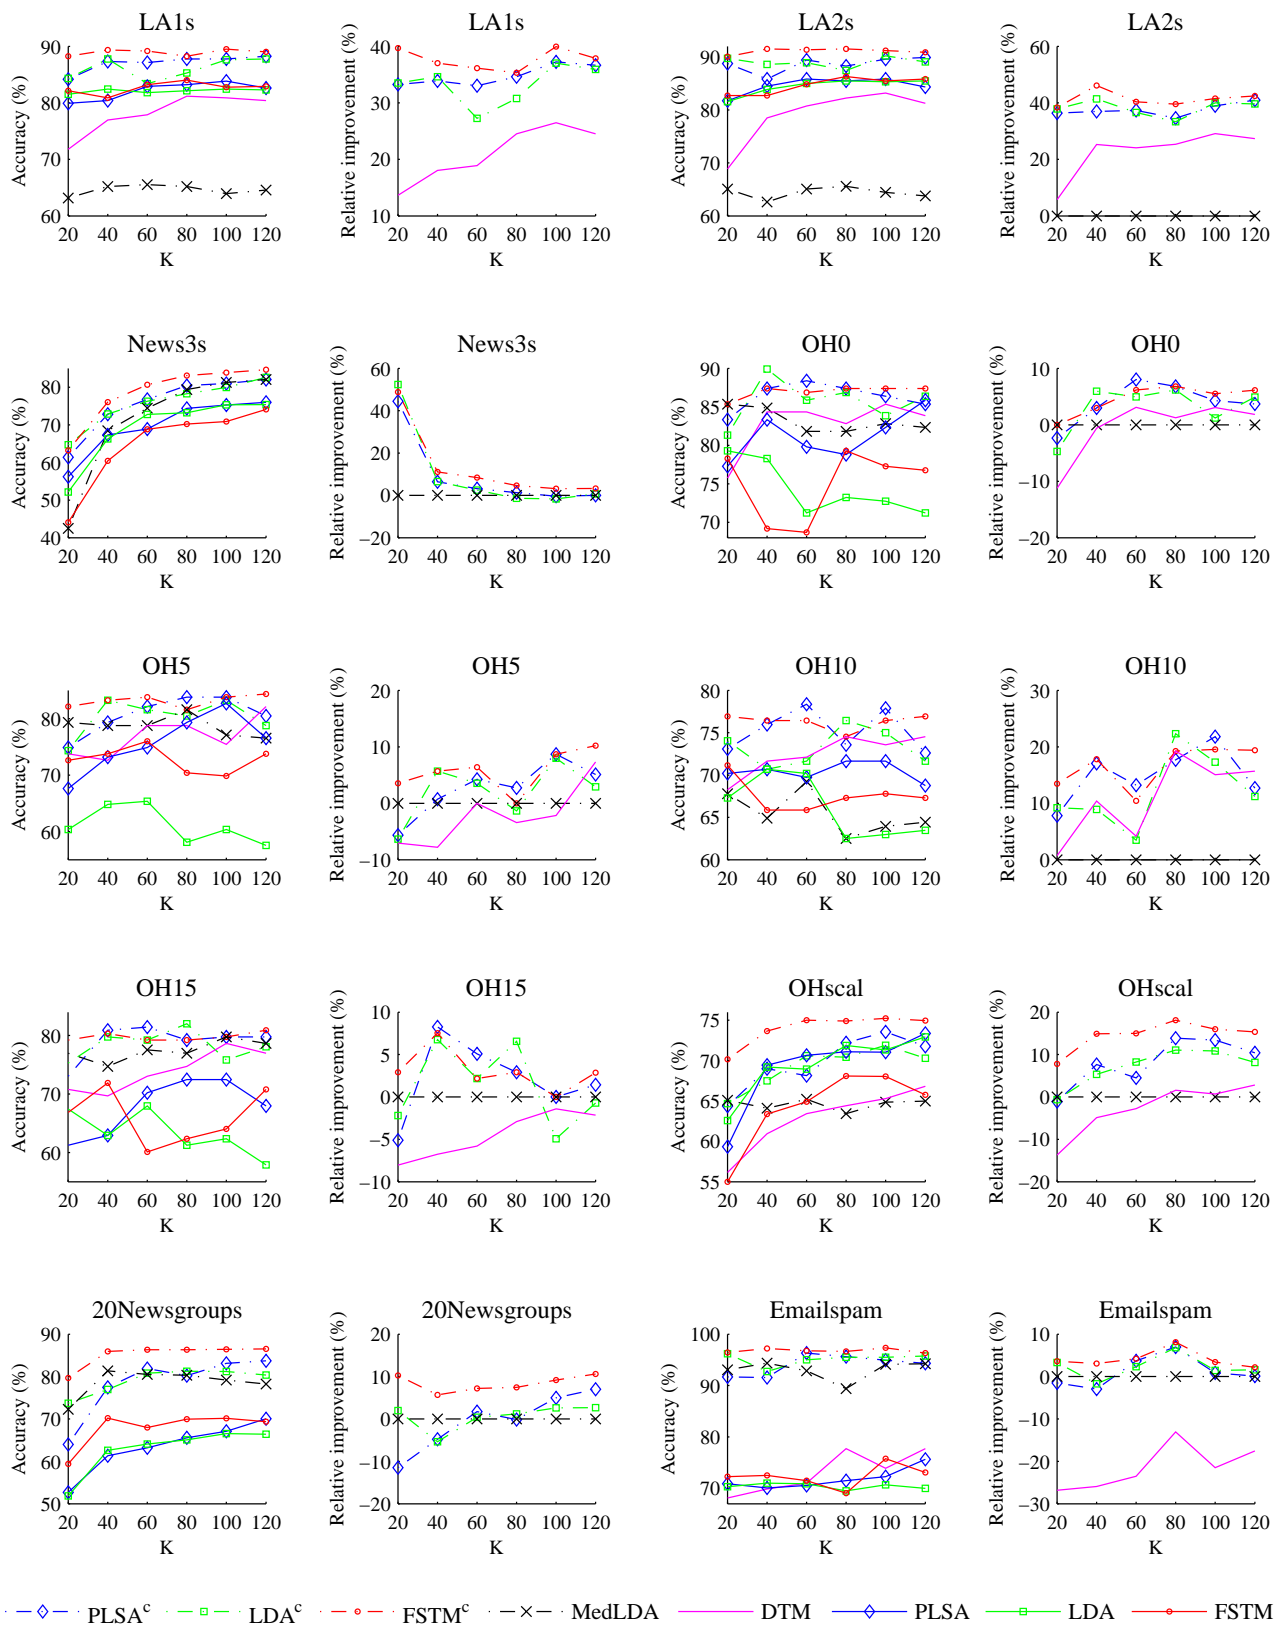 LA1s
90
80
70
60
Accuracy (%)
20 40 60 80 100 120
K
LA1s
40
30
20
10
Relative improvement (%)
20 40 60 80 100 120
K
LA2s
90
80
70
60
Accuracy (%)
20 40 60 80 100 120
K
LA2s
60
40
20
0
Relative improvement (%)
20 40 60 80 100 120
K
News3s
80
70
60
50
40
Accuracy (%)
20 40 60 80 100 120
K
News3s
60
40
20
0
−20
Relative improvement (%)
20 40 60 80 100 120
K
OH0
90
85
80
75
70
Accuracy (%)
20 40 60 80 100 120
K
OH0
10
0
−10
−20
Relative improvement (%)
20 40 60 80 100 120
K
OH5
80
70
60
Accuracy (%)
20 40 60 80 100 120
K
OH5
20
10
0
−10
Relative improvement (%)
20 40 60 80 100 120
K
OH10
80
75
70
65
60
Accuracy (%)
20 40 60 80 100 120
K
OH10
30
20
10
0
Relative improvement (%)
20 40 60 80 100 120
K
OH15
80
70
60
Accuracy (%)
20 40 60 80 100 120
K
OH15
10
5
0
−5
−10
Relative improvement (%)
20 40 60 80 100 120
K
OHscal
75
70
65
60
55
Accuracy (%)
20 40 60 80 100 120
K
OHscal
20
10
0
−10
−20
Relative improvement (%)
20 40 60 80 100 120
K
20Newsgroups
90
80
70
60
50
Accuracy (%)
20 40 60 80 100 120
K
20Newsgroups
20
10
0
−10
−20
Relative improvement (%)
20 40 60 80 100 120
K
Emailspam
100
90
80
70
Accuracy (%)
20 40 60 80 100 120
K
Emailspam
10
0
−10
−20
−30
Relative improvement (%)
20 40 60 80 100 120
K
PLSAᶜ LDAᶜ FSTMᶜ MedLDA DTM PLSA LDA FSTM